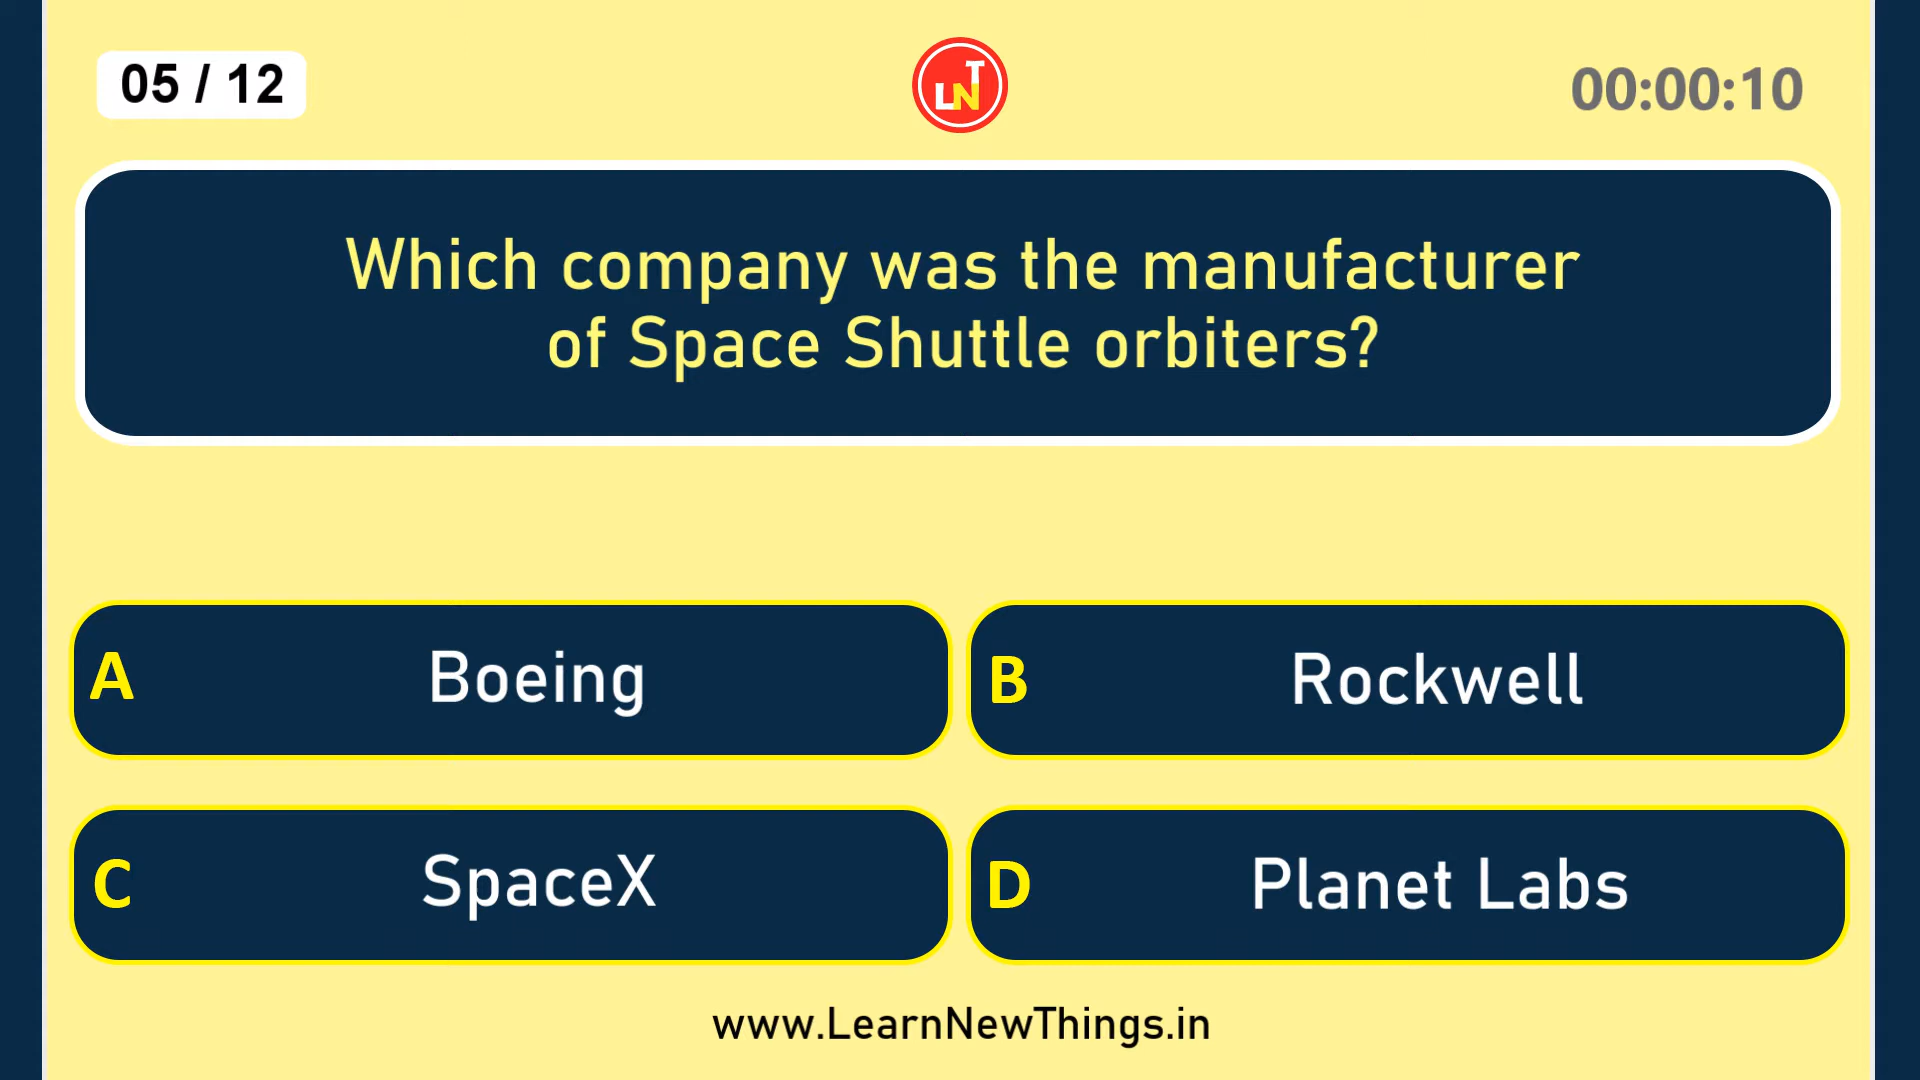 05 / 12
LNT
00:00:10
Which company was the manufacturer
of Space Shuttle orbiters?
A Boeing
B Rockwell
C SpaceX
D Planet Labs
www.LearnNewThings.in